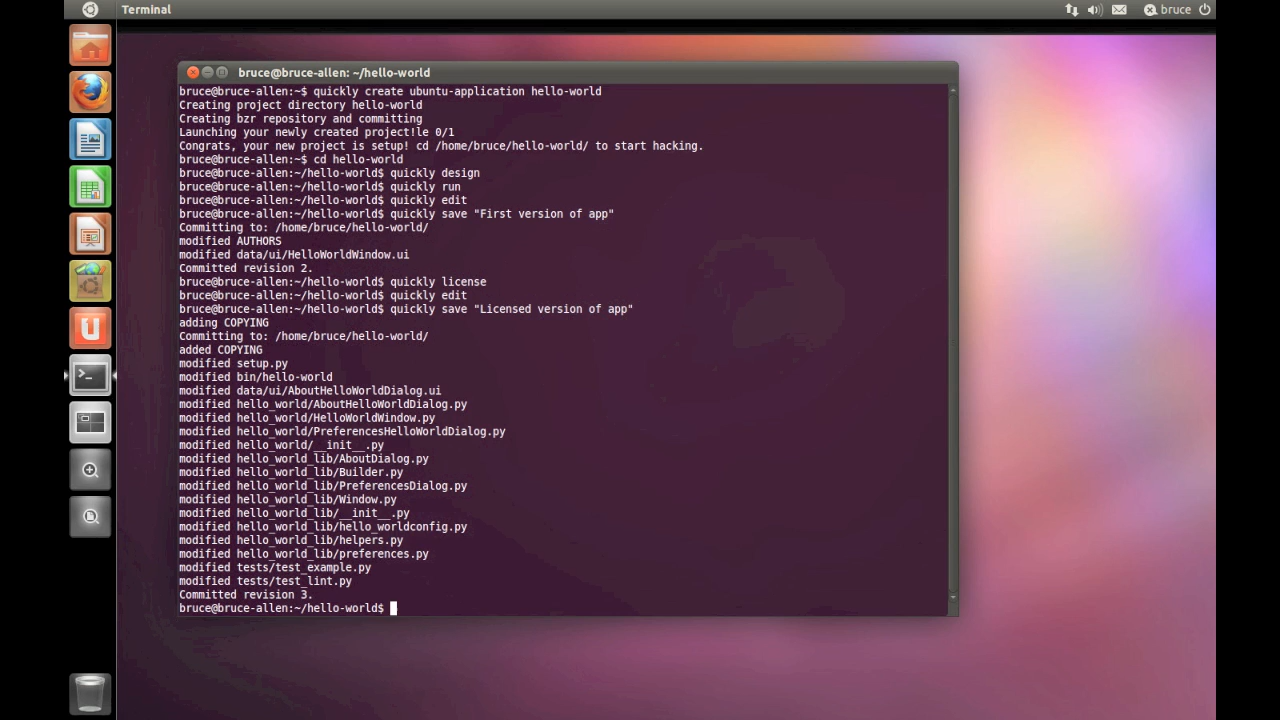 Terminal
bruce
bruce@bruce-allen: ~/hello-world
bruce@bruce-allen:~$ quickly create ubuntu-application hello-world
Creating project directory hello-world
Creating bzr repository and committing
Launching your newly created project!le 0/1
Congrats, your new project is setup! cd /home/bruce/hello-world/ to start hacking.
bruce@bruce-allen:~$ cd hello-world
bruce@bruce-allen:~/hello-world$ quickly design
bruce@bruce-allen:~/hello-world$ quickly run
bruce@bruce-allen:~/hello-world$ quickly edit
bruce@bruce-allen:~/hello-world$ quickly save "First version of app"
Committing to: /home/bruce/hello-world/
modified AUTHORS
modified data/ui/HelloWorldWindow.ui
Committed revision 2.
bruce@bruce-allen:~/hello-world$ quickly license
bruce@bruce-allen:~/hello-world$ quickly edit
bruce@bruce-allen:~/hello-world$ quickly save "Licensed version of app"
adding COPYING
Committing to: /home/bruce/hello-world/
added COPYING
modified setup.py
modified bin/hello-world
modified data/ui/AboutHelloWorldDialog.ui
modified hello_world/AboutHelloWorldDialog.py
modified hello_world/HelloWorldWindow.py
modified hello_world/PreferencesHelloWorldDialog.py
modified hello_world/__init__.py
modified hello_world_lib/AboutDialog.py
modified hello_world_lib/Builder.py
modified hello_world_lib/PreferencesDialog.py
modified hello_world_lib/Window.py
modified hello_world_lib/__init__.py
modified hello_world_lib/hello_worldconfig.py
modified hello_world_lib/helpers.py
modified hello_world_lib/preferences.py
modified tests/test_example.py
modified tests/test_lint.py
Committed revision 3.
bruce@bruce-allen:~/hello-world$